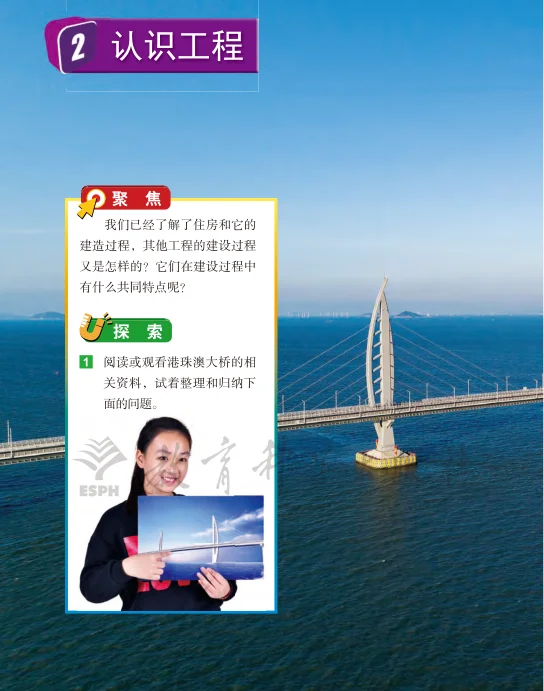 2 认识工程
聚 焦
我们已经了解了住房和它的
建造过程，其他工程的建设过程
又是怎样的？它们在建设过程中
有什么共同特点呢？
探 索
1 阅读或观看港珠澳大桥的相
关资料，试着整理和归纳下
面的问题。
ESPH
教育科